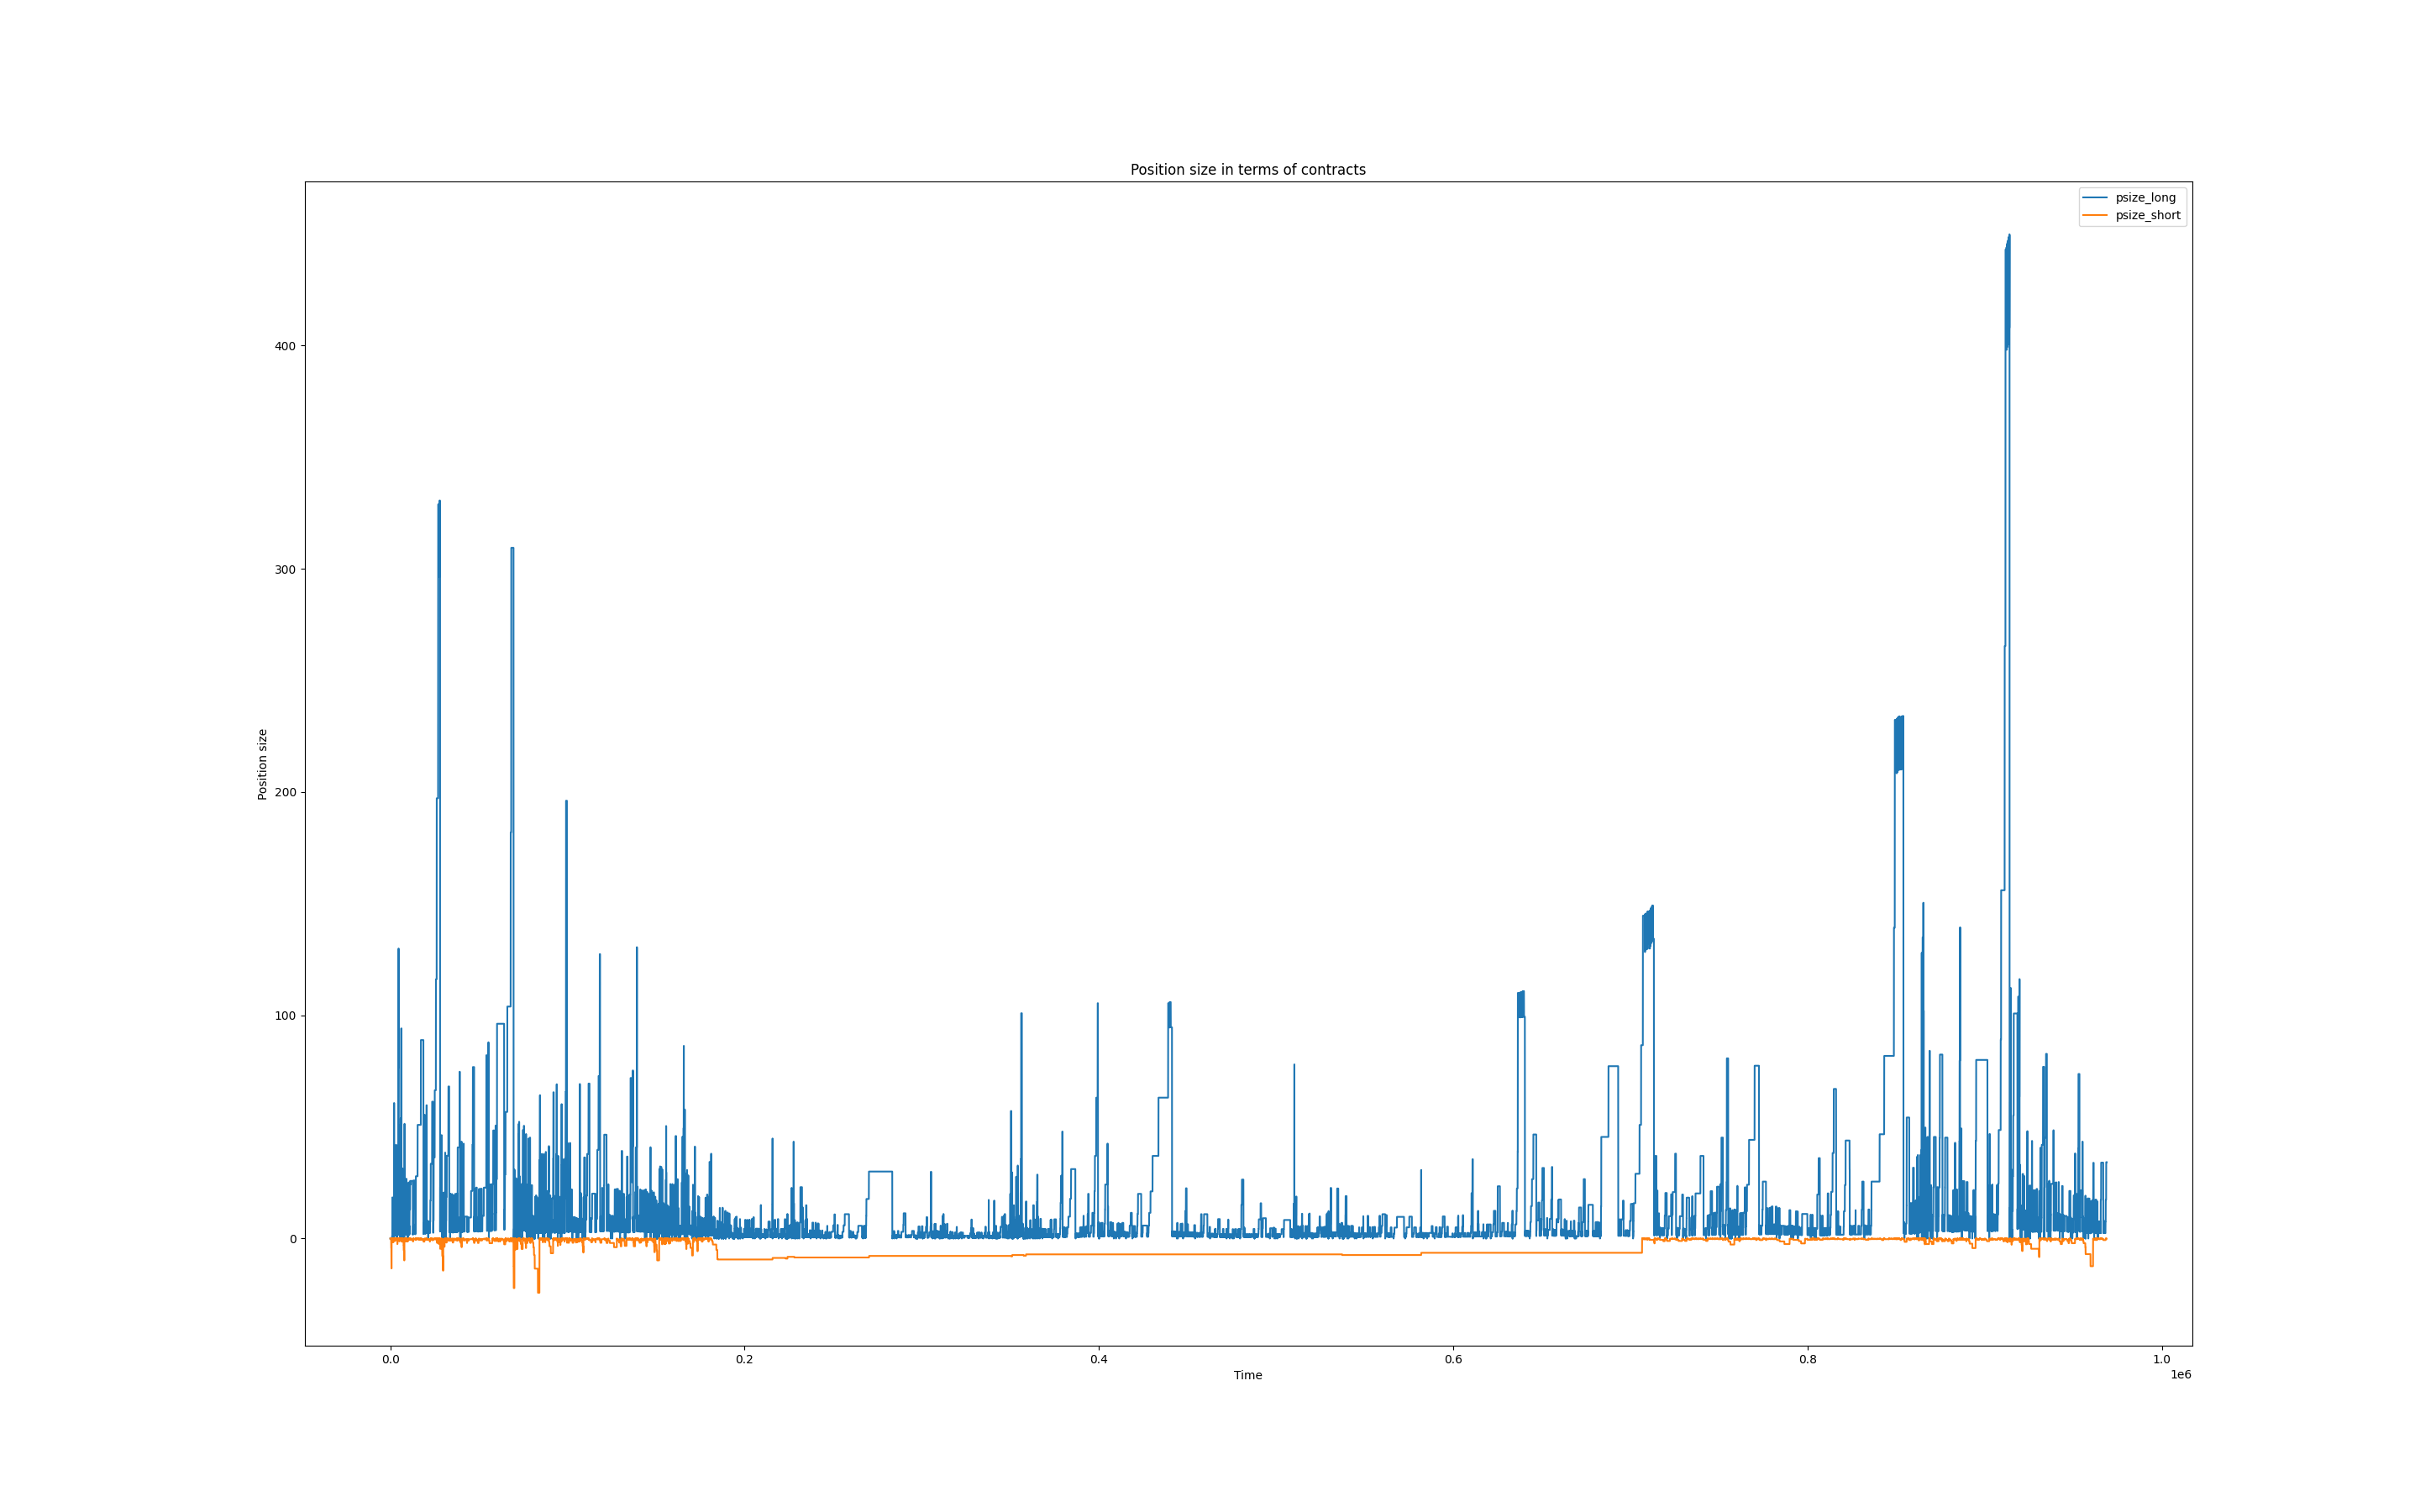 Position size in terms of contracts
psize_long
psize_short
Position size
400
300
200
100
0
0.0
0.2
0.4
0.6
0.8
1.0
Time
1e6